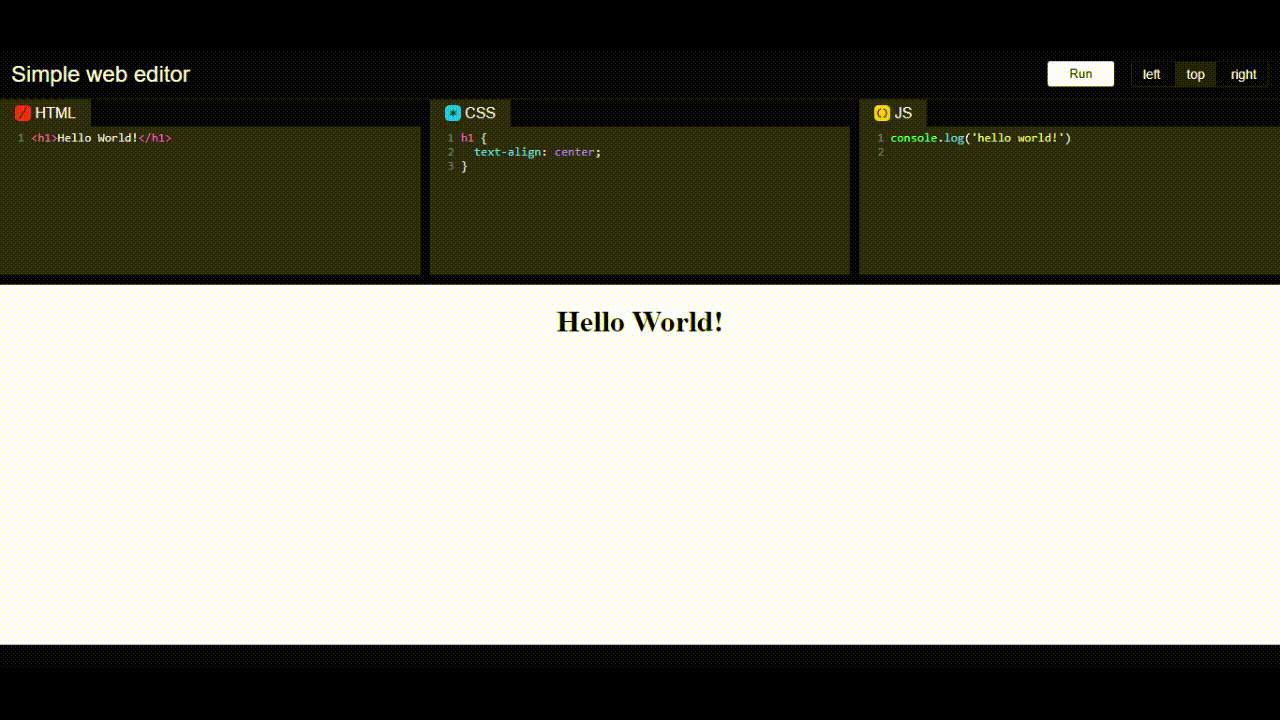 Simple web editor
Run
left
top
right
HTML
1 <h1>Hello World!</h1>
CSS
1 h1 {
2   text-align: center;
3 }
JS
1 console.log('hello world!')
2
Hello World!